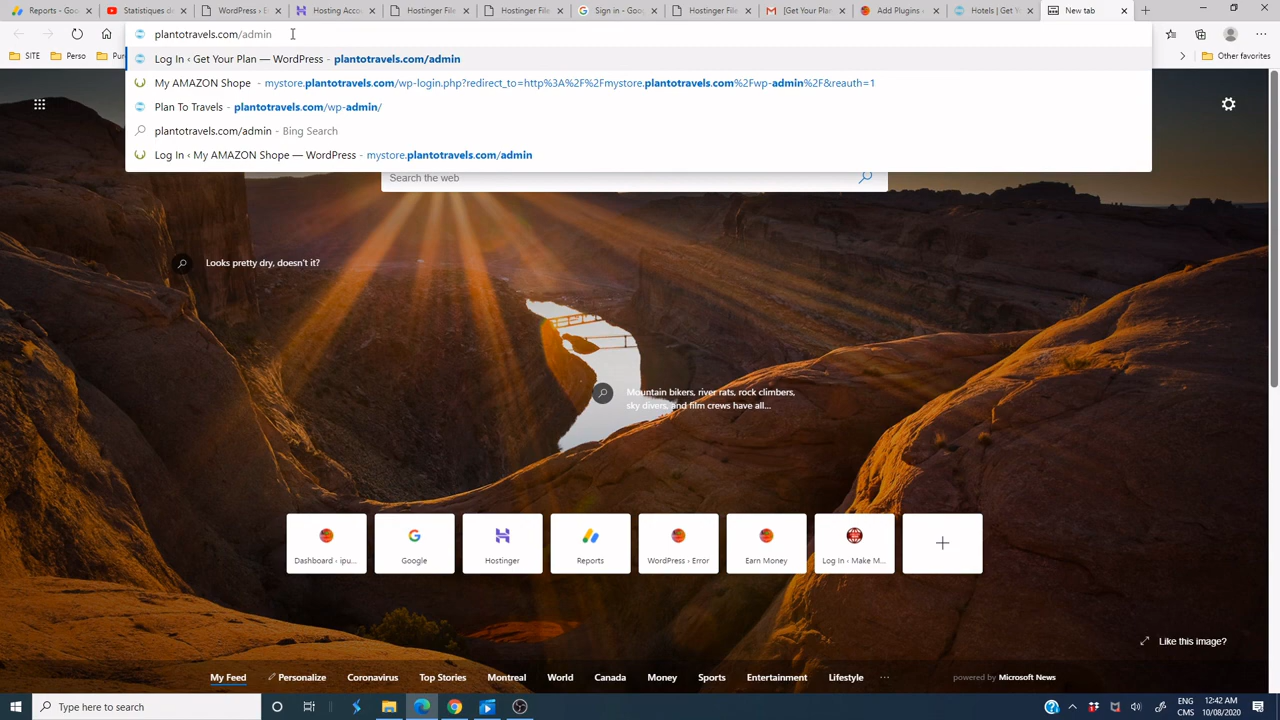 Reports - Goo
Dashboard ‹ i
WordPress › E
Hosting Acco
Hostinger File
Hostinger File
Sign in - Goo
Hostinger File
[Get Your Plan
Add Plugins ‹
Hotels | Get Y
New tab
plantotravels.com/admin
SITE
Perso
Pur
Other favorites
Log In ‹ Get Your Plan — WordPress - plantotravels.com/admin
My AMAZON Shope - mystore.plantotravels.com/wp-login.php?redirect_to=http%3A%2F%2Fmystore.plantotravels.com%2Fwp-admin%2F&reauth=1
Plan To Travels - plantotravels.com/wp-admin/
plantotravels.com/admin - Bing Search
Log In ‹ My AMAZON Shope — WordPress - mystore.plantotravels.com/admin
Search the web
Looks pretty dry, doesn't it?
Mountain bikers, river rats, rock climbers,
sky divers, and film crews have all...
Dashboard ‹ ipu...
Google
Hostinger
Reports
WordPress › Error
Earn Money
Log In ‹ Make M...
Like this image?
My Feed
Personalize
Coronavirus
Top Stories
Montreal
World
Canada
Money
Sports
Entertainment
Lifestyle
...
powered by Microsoft News
Type here to search
ENG
CMS
12:42 AM
10/08/2020